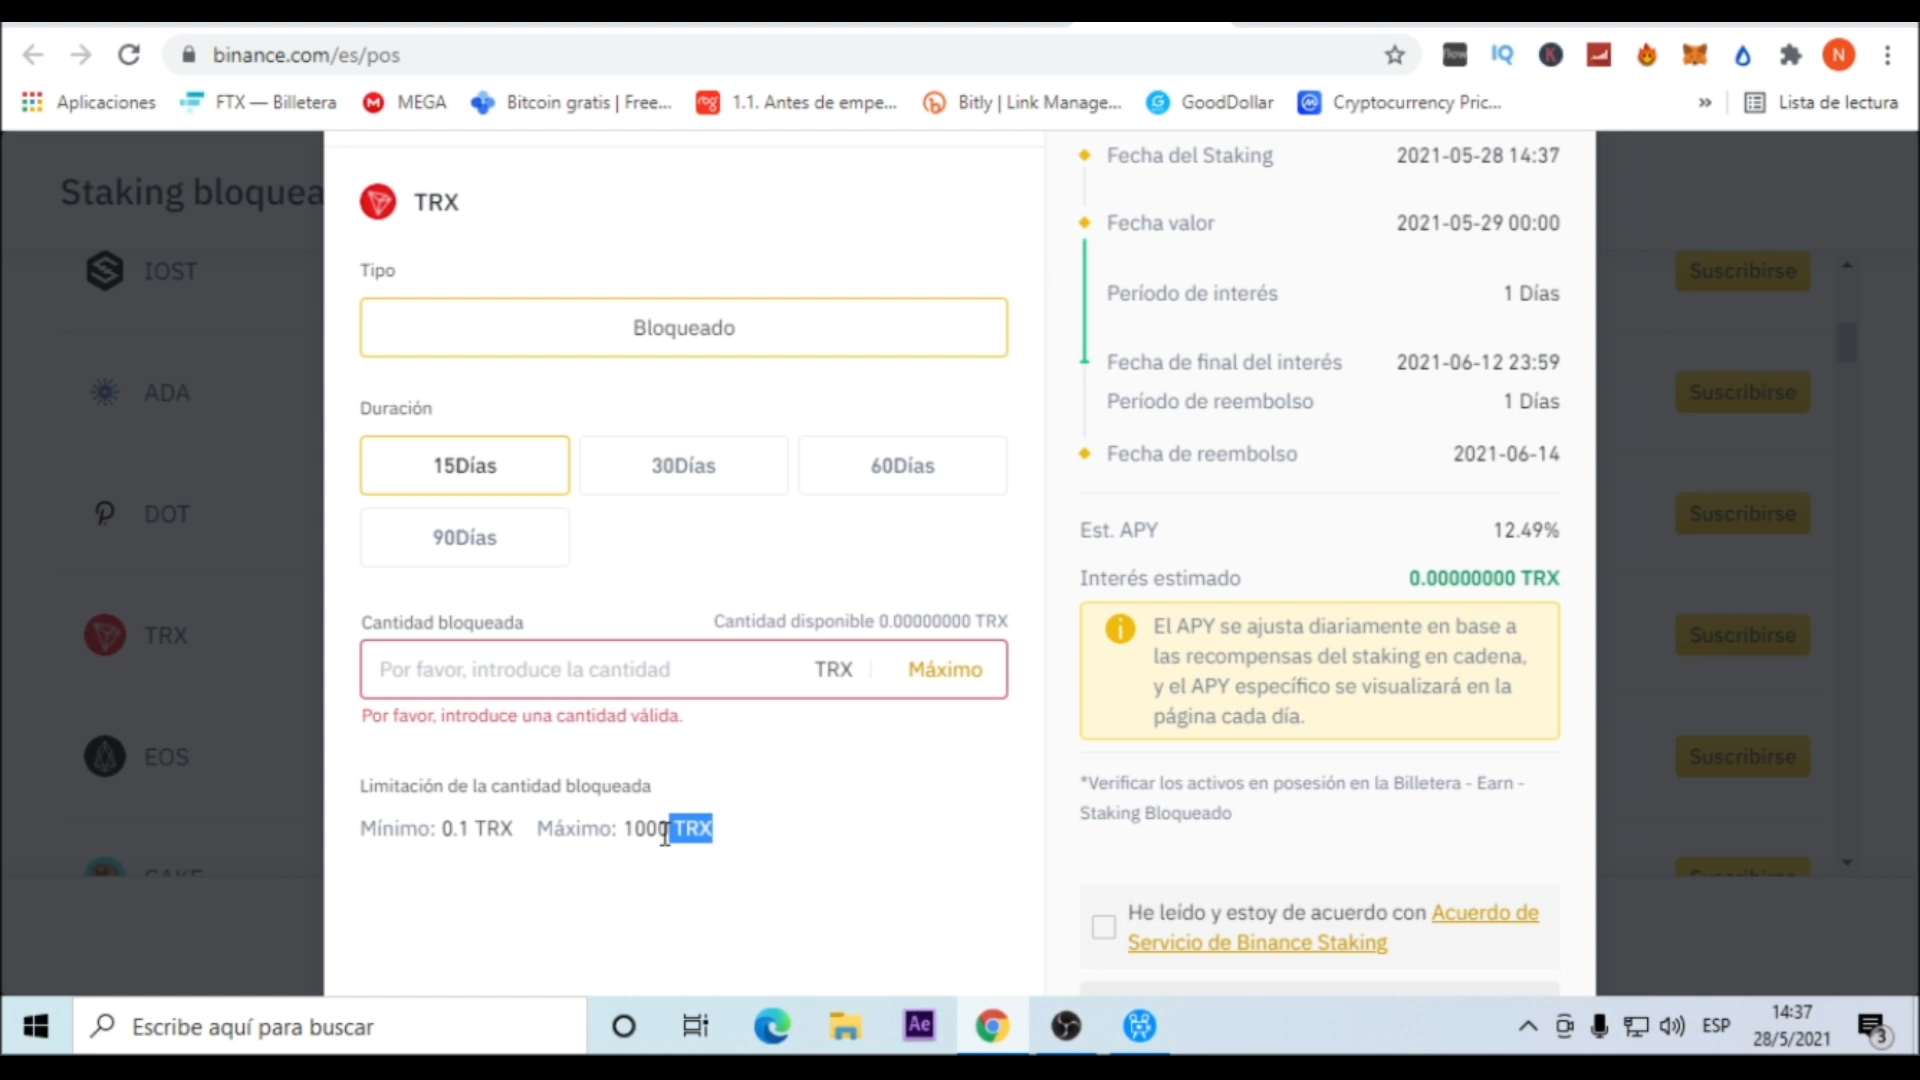 binance.com/es/pos
N
Aplicaciones
FTX — Billetera
MEGA
Bitcoin gratis | Free...
1.1. Antes de empe...
Bitly | Link Manage...
GoodDollar
Cryptocurrency Pric...
»
Lista de lectura
Staking bloquea
IOST
ADA
DOT
TRX
EOS
CAKE
TRX
Tipo
Bloqueado
Duración
15Días
30Días
60Días
90Días
Cantidad bloqueada
Cantidad disponible 0.00000000 TRX
Por favor, introduce la cantidad
TRX
Máximo
Por favor, introduce una cantidad válida.
Limitación de la cantidad bloqueada
Mínimo: 0.1 TRX
Máximo: 1000 TRX
Fecha del Staking
2021-05-28 14:37
Fecha valor
2021-05-29 00:00
Período de interés
1 Días
Fecha de final del interés
2021-06-12 23:59
Período de reembolso
1 Días
Fecha de reembolso
2021-06-14
Est. APY
12.49%
Interés estimado
0.00000000 TRX
El APY se ajusta diariamente en base a
las recompensas del staking en cadena,
y el APY específico se visualizará en la
página cada día.
*Verificar los activos en posesión en la Billetera - Earn -
Staking Bloqueado
He leído y estoy de acuerdo con Acuerdo de
Servicio de Binance Staking
Suscribirse
Suscribirse
Suscribirse
Suscribirse
Suscribirse
Suscribirse
Escribe aquí para buscar
Ae
ESP
14:37
28/5/2021
3